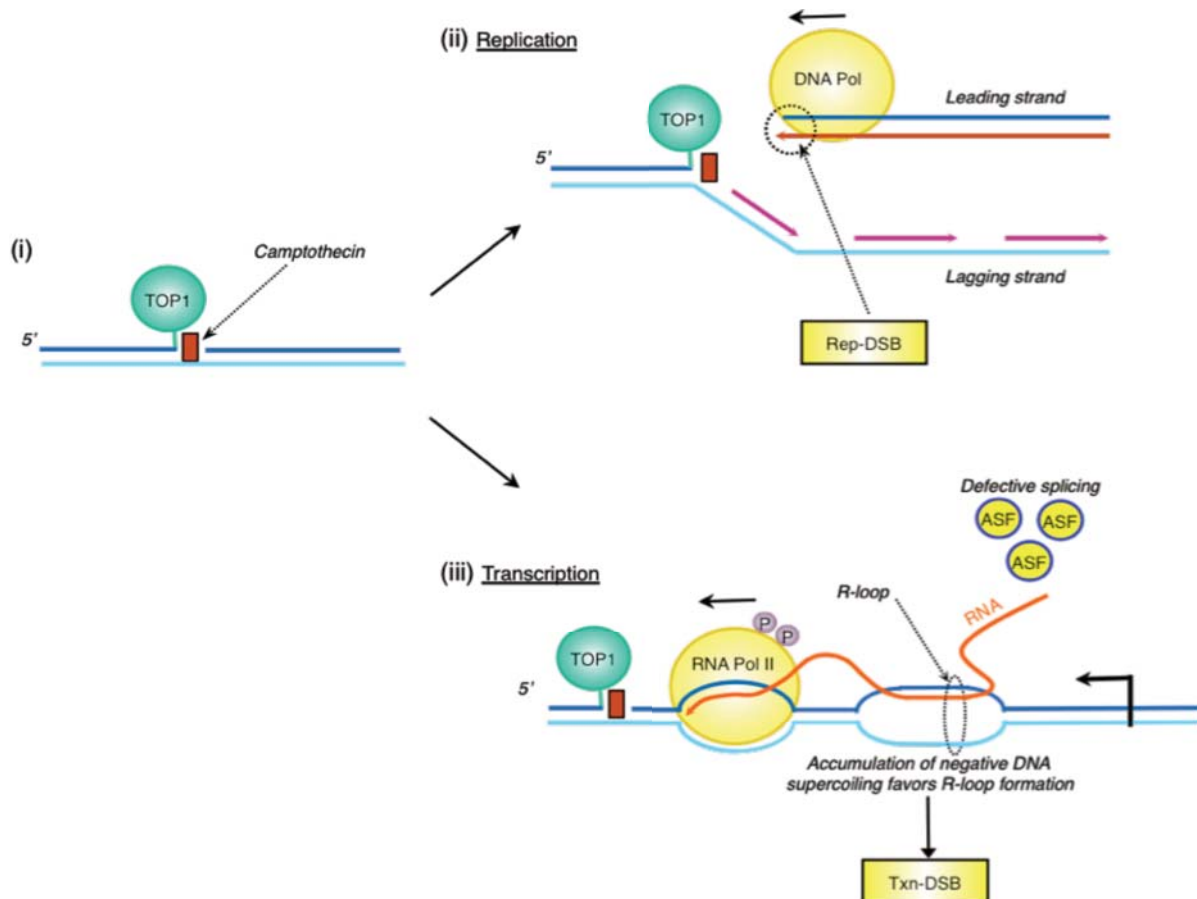 (ii) Replication
DNA Pol
Leading strand
TOP1
5'
Lagging strand
Rep-DSB
(i)
Camptothecin
TOP1
5'
Defective splicing
ASF
ASF
ASF
(iii) Transcription
R-loop
RNA
P
P
TOP1
RNA Pol II
5'
Accumulation of negative DNA
supercoiling favors R-loop formation
Txn-DSB